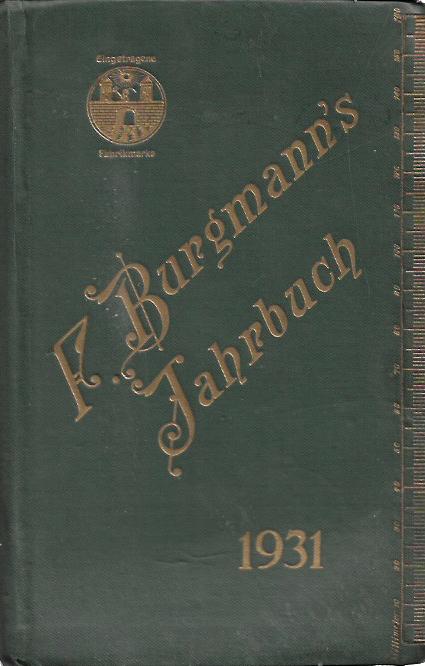 Eingetragene
Fabrikmarke
F. Burgmann's
Jahrbuch
1931